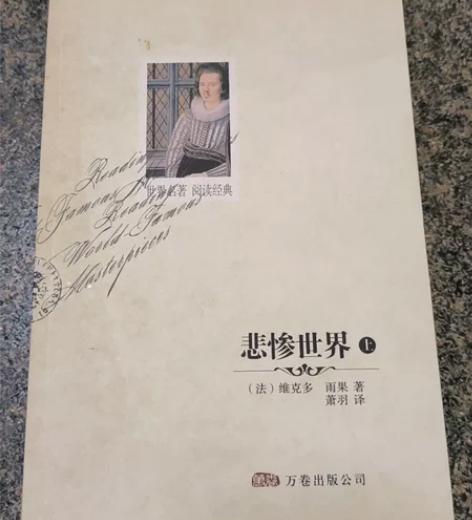 世界名著 阅读经典
Reading
Famous
Reading
World Famous
Masterpieces
悲惨世界 上
（法）维克多 雨果 著
萧羽 译
万卷出版公司